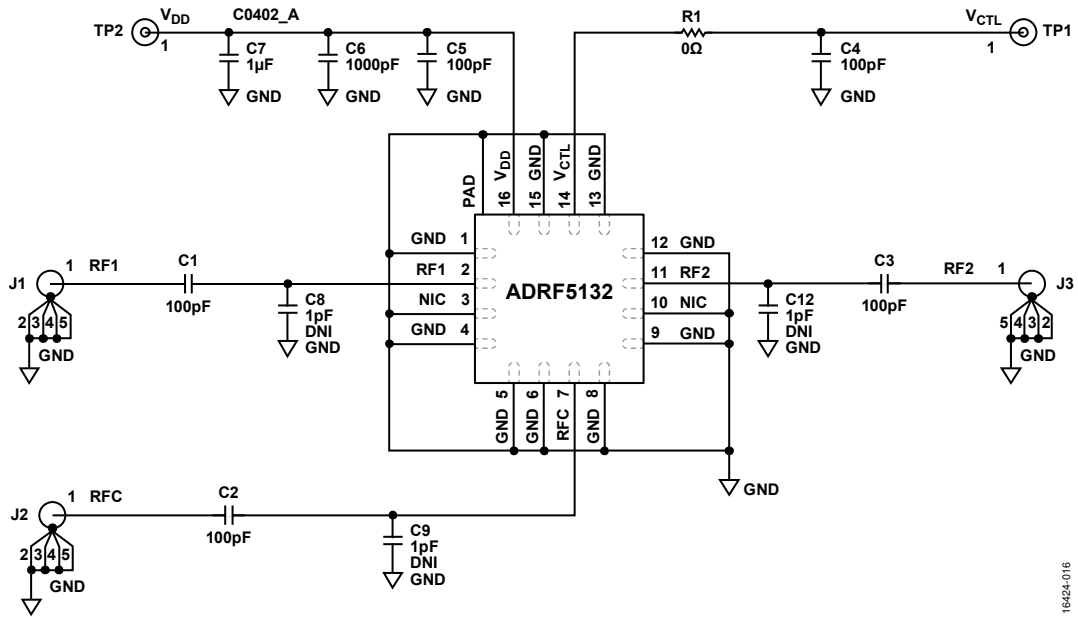 TP2
1
VDD
C0402_A
C7
1µF
GND
C6
1000pF
GND
C5
100pF
GND
R1
0Ω
C4
100pF
GND
VCTL
1
TP1
PAD
16 VDD
15 GND
14 VCTL
13 GND
GND 1
RF1 2
NIC 3
GND 4
ADRF5132
12 GND
11 RF2
10 NIC
9 GND
GND 5
GND 6
RFC 7
GND 8
GND
J1
1 RF1
2 3 4 5
GND
C1
100pF
C8
1pF
DNI
GND
C12
1pF
DNI
GND
C3
100pF
RF2 1
J3
5 4 3 2
GND
J2
1 RFC
2 3 4 5
GND
C2
100pF
C9
1pF
DNI
GND
16424-016